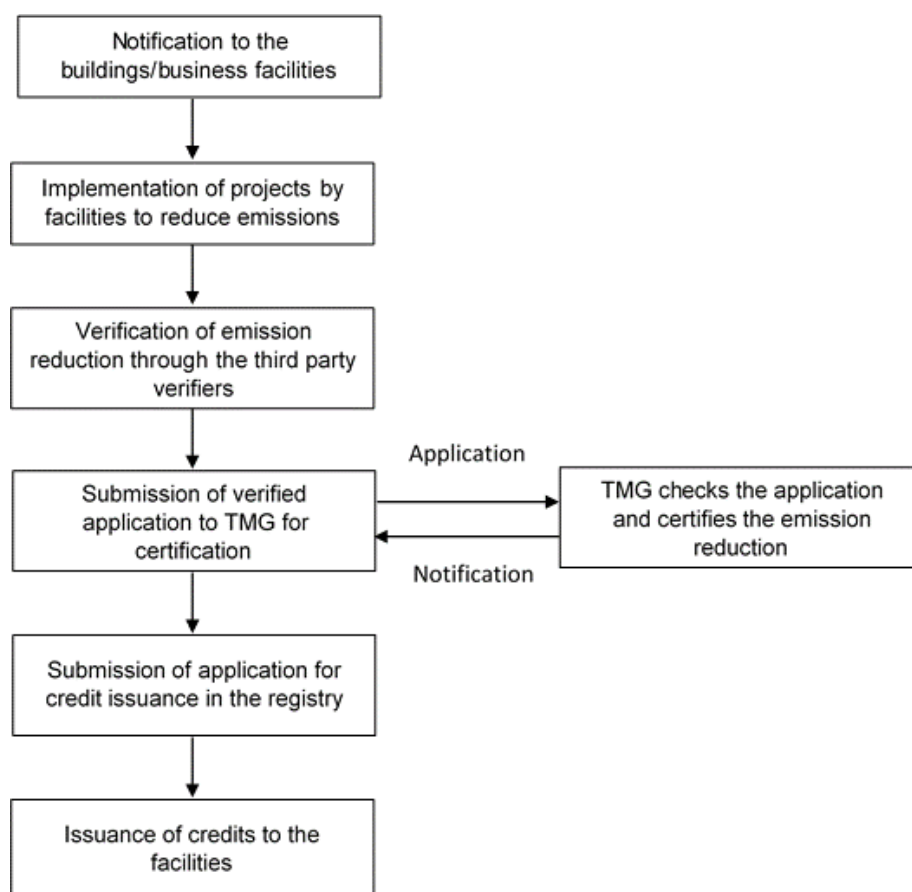 Notification to the
buildings/business facilities
Implementation of projects by
facilities to reduce emissions
Verification of emission
reduction through the third party
verifiers
Submission of verified
application to TMG for
certification
Application
Notification
TMG checks the application
and certifies the emission
reduction
Submission of application for
credit issuance in the registry
Issuance of credits to the
facilities